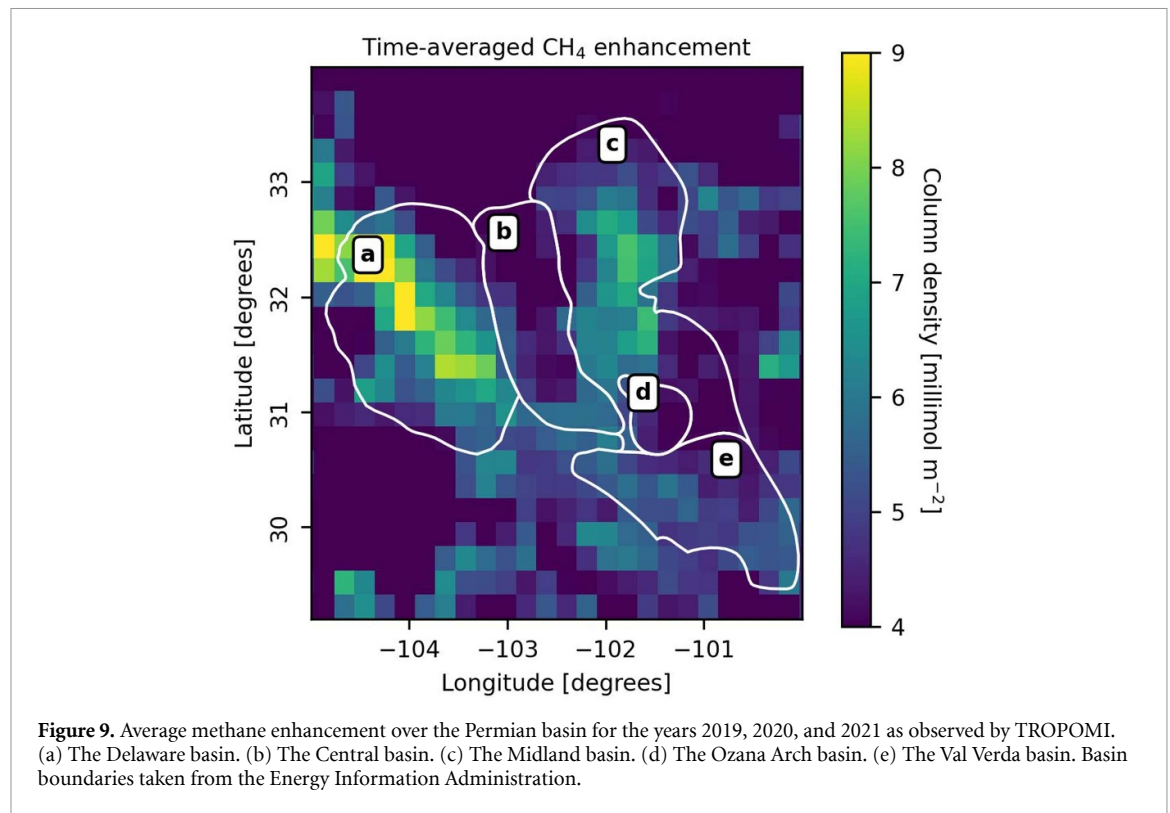 Time-averaged CH₄ enhancement
a
b
c
d
e
33
32
31
30
Latitude [degrees]
−104
−103
−102
−101
Longitude [degrees]
9
8
7
6
5
4
Column density [millimol m⁻²]
Figure 9. Average methane enhancement over the Permian basin for the years 2019, 2020, and 2021 as observed by TROPOMI.
(a) The Delaware basin. (b) The Central basin. (c) The Midland basin. (d) The Ozana Arch basin. (e) The Val Verda basin. Basin
boundaries taken from the Energy Information Administration.